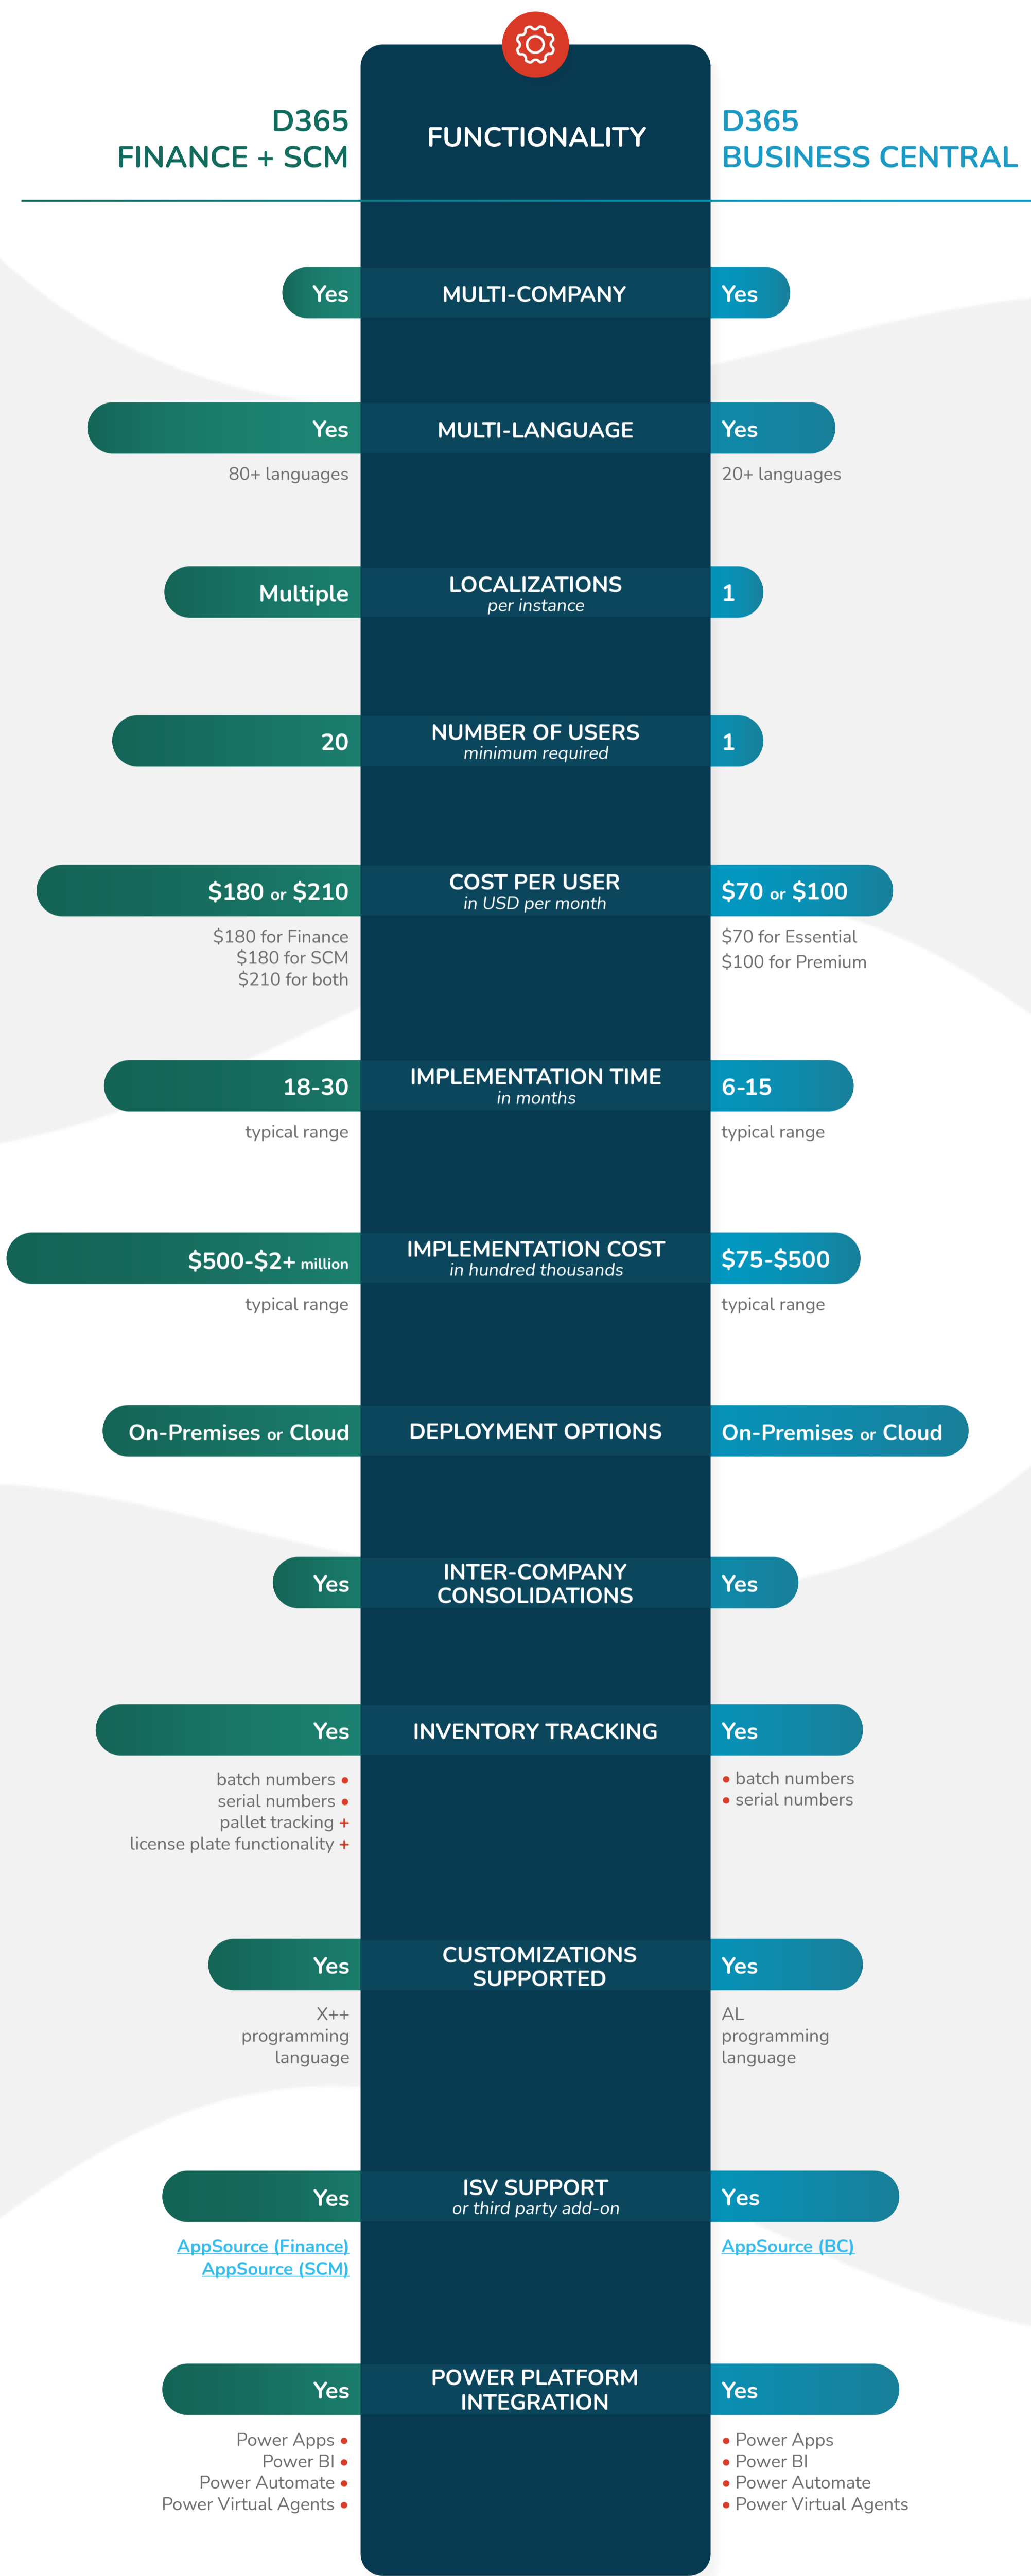 D365
FINANCE + SCM
FUNCTIONALITY
D365
BUSINESS CENTRAL
Yes
MULTI-COMPANY
Yes
Yes
MULTI-LANGUAGE
Yes
80+ languages
20+ languages
Multiple
LOCALIZATIONS
per instance
1
20
NUMBER OF USERS
minimum required
1
$180 or $210
COST PER USER
in USD per month
$70 or $100
$180 for Finance
$180 for SCM
$210 for both
$70 for Essential
$100 for Premium
18-30
IMPLEMENTATION TIME
in months
6-15
typical range
typical range
$500-$2+ million
IMPLEMENTATION COST
in hundred thousands
$75-$500
typical range
typical range
On-Premises or Cloud
DEPLOYMENT OPTIONS
On-Premises or Cloud
Yes
INTER-COMPANY
CONSOLIDATIONS
Yes
Yes
INVENTORY TRACKING
Yes
batch numbers •
serial numbers •
pallet tracking +
license plate functionality +
• batch numbers
• serial numbers
Yes
CUSTOMIZATIONS
SUPPORTED
Yes
X++
programming
language
AL
programming
language
Yes
ISV SUPPORT
or third party add-on
Yes
AppSource (Finance)
AppSource (SCM)
AppSource (BC)
Yes
POWER PLATFORM
INTEGRATION
Yes
Power Apps •
Power BI •
Power Automate •
Power Virtual Agents •
• Power Apps
• Power BI
• Power Automate
• Power Virtual Agents